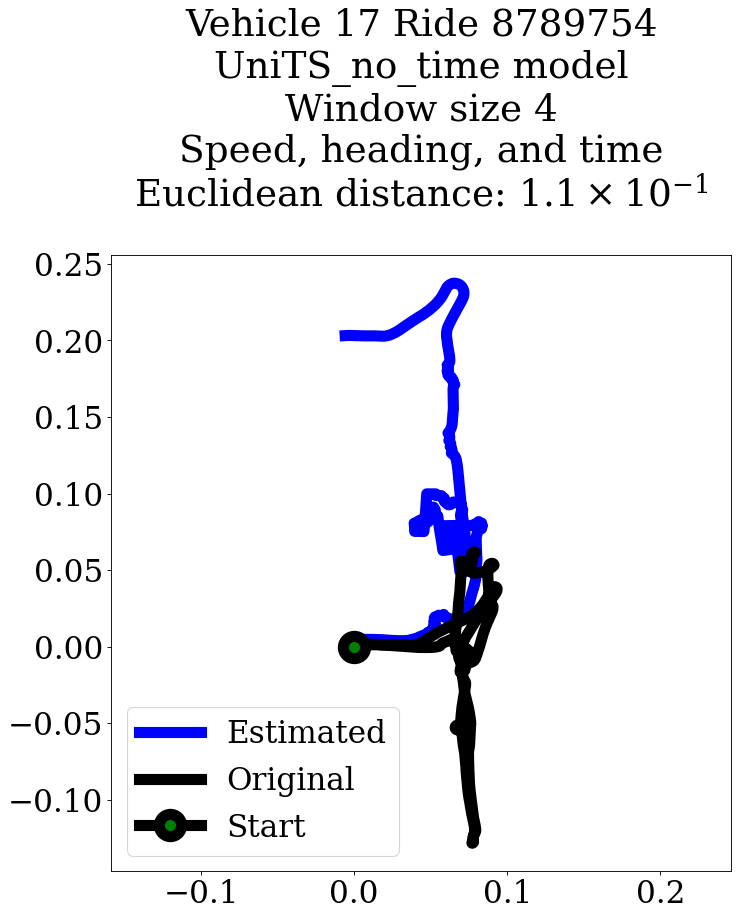 Vehicle 17 Ride 8789754
UniTS_no_time model
Window size 4
Speed, heading, and time
Euclidean distance: $1.1 \times 10^{-1}$
0.25
0.20
0.15
0.10
0.05
0.00
−0.05
−0.10
Estimated
Original
Start
−0.1
0.0
0.1
0.2